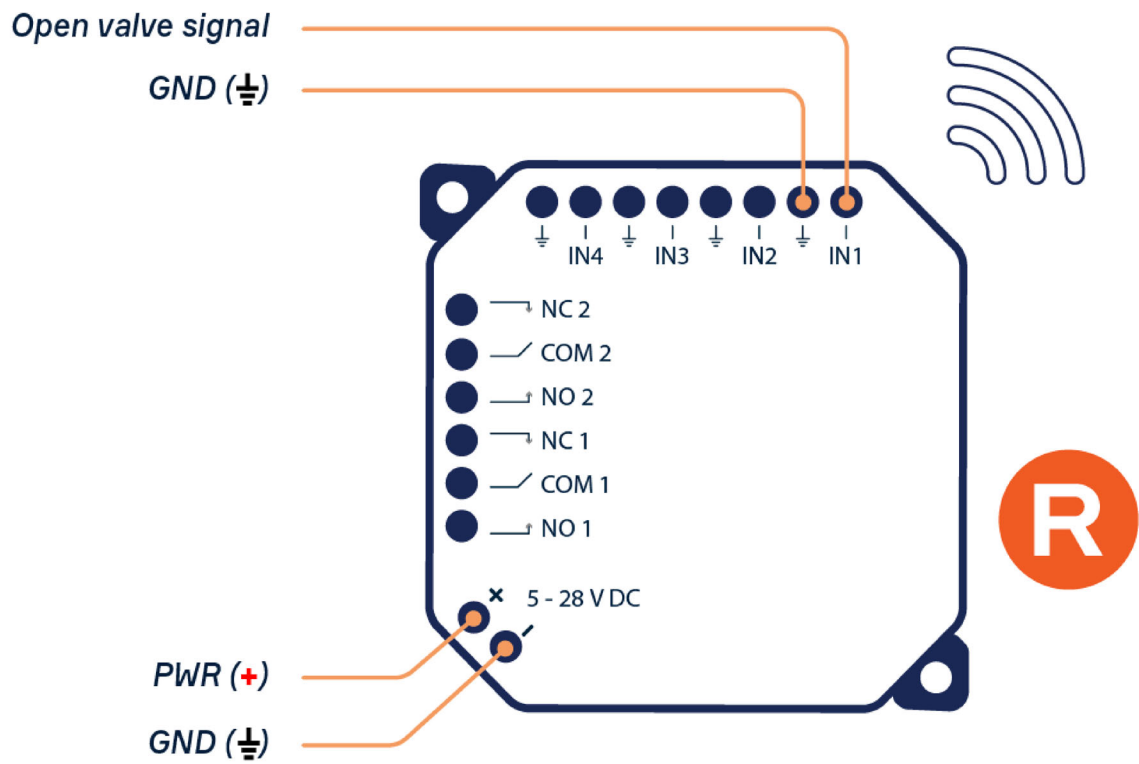 Open valve signal
GND (⏚)
⏚ IN4 ⏚ IN3 ⏚ IN2 ⏚ IN1
NC 2
COM 2
NO 2
NC 1
COM 1
NO 1
+ 5 - 28 V DC
-
R
PWR (+)
GND (⏚)